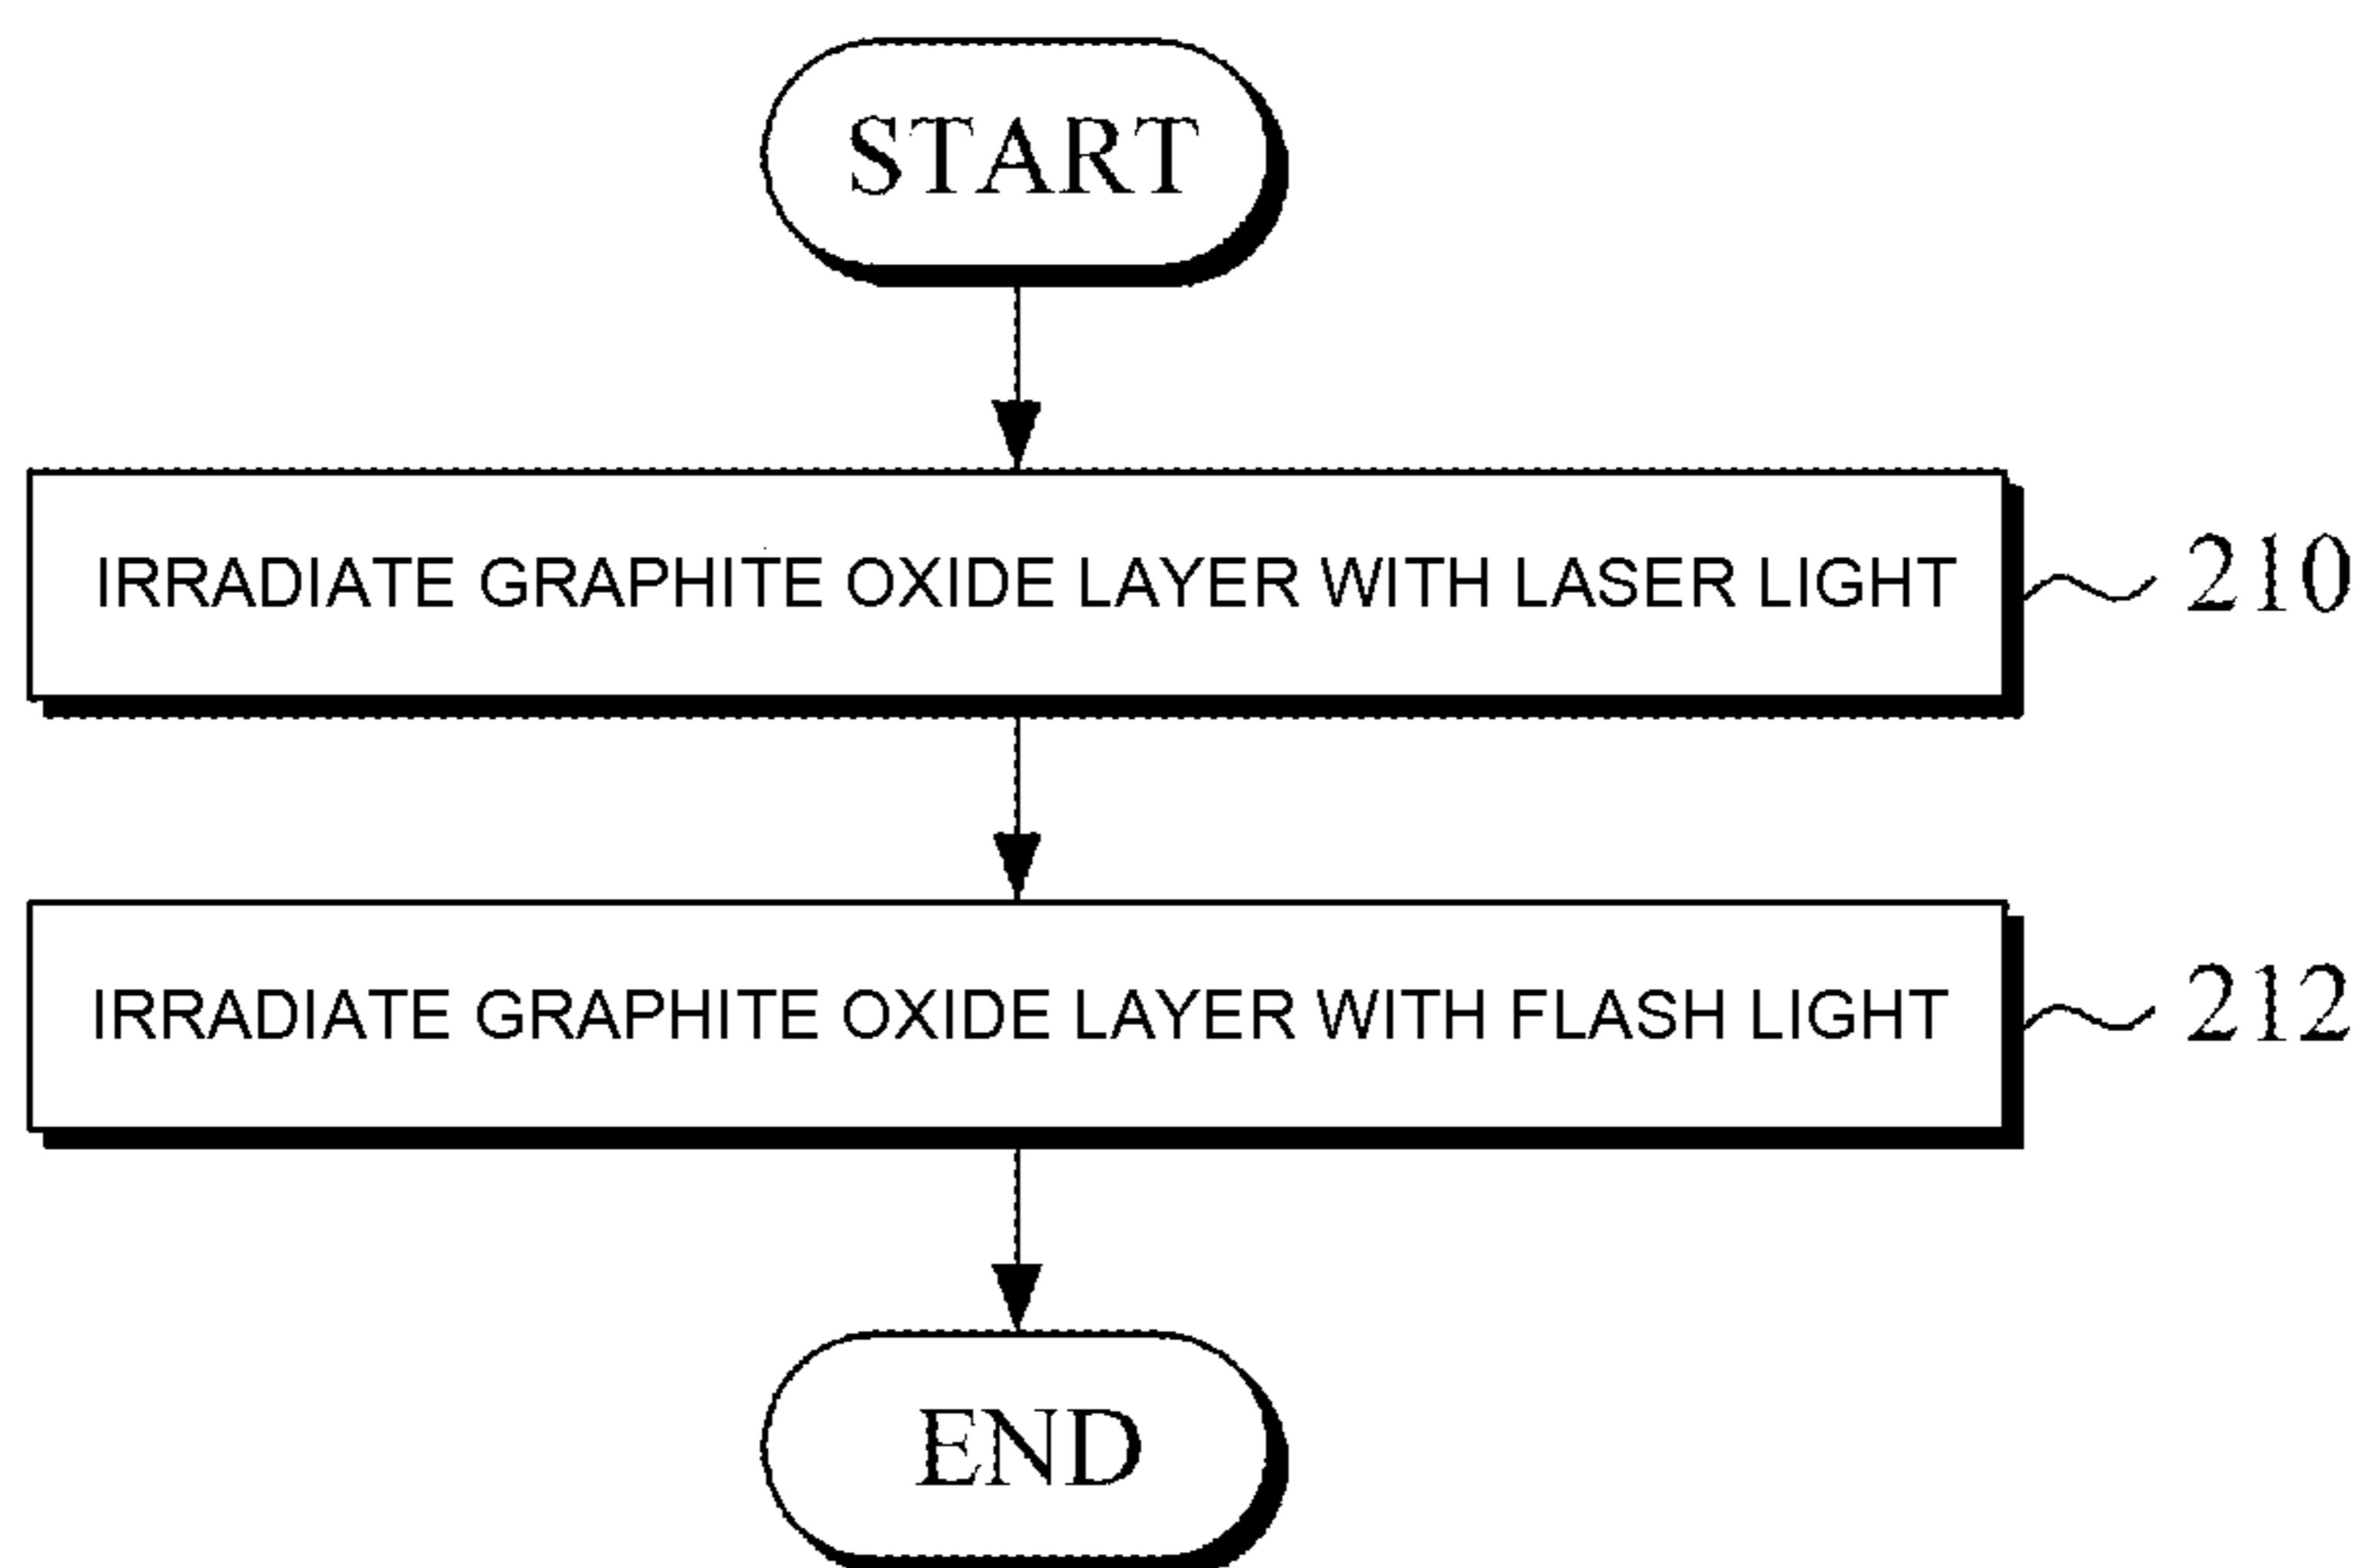 START
IRRADIATE GRAPHITE OXIDE LAYER WITH LASER LIGHT
210
IRRADIATE GRAPHITE OXIDE LAYER WITH FLASH LIGHT
212
END